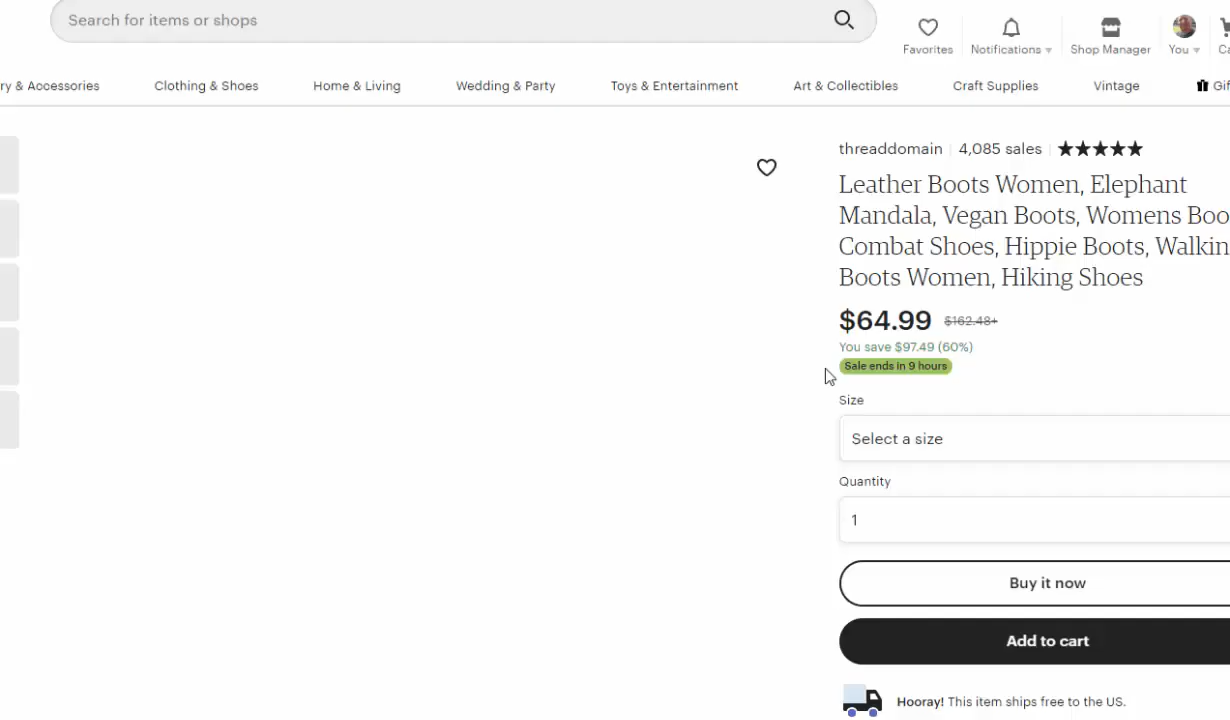 Search for items or shops
Favorites
Notifications
Shop Manager
You
ry & Accessories
Clothing & Shoes
Home & Living
Wedding & Party
Toys & Entertainment
Art & Collectibles
Craft Supplies
Vintage
threaddomain 4,085 sales
Leather Boots Women, Elephant
Mandala, Vegan Boots, Womens Boo
Combat Shoes, Hippie Boots, Walkin
Boots Women, Hiking Shoes
$64.99 $162.48+
You save $97.49 (60%)
Sale ends in 9 hours
Size
Select a size
Quantity
1
Buy it now
Add to cart
Hooray! This item ships free to the US.